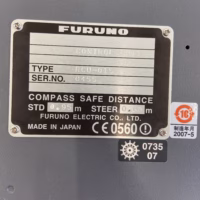 FURUNO
TYPE
SER.NO.
COMPASS SAFE DISTANCE
STD m STEER m
FURUNO ELECTRIC CO., LTD.
MADE IN JAPAN CE 0560 !
製造年月
2007-5
0735
07